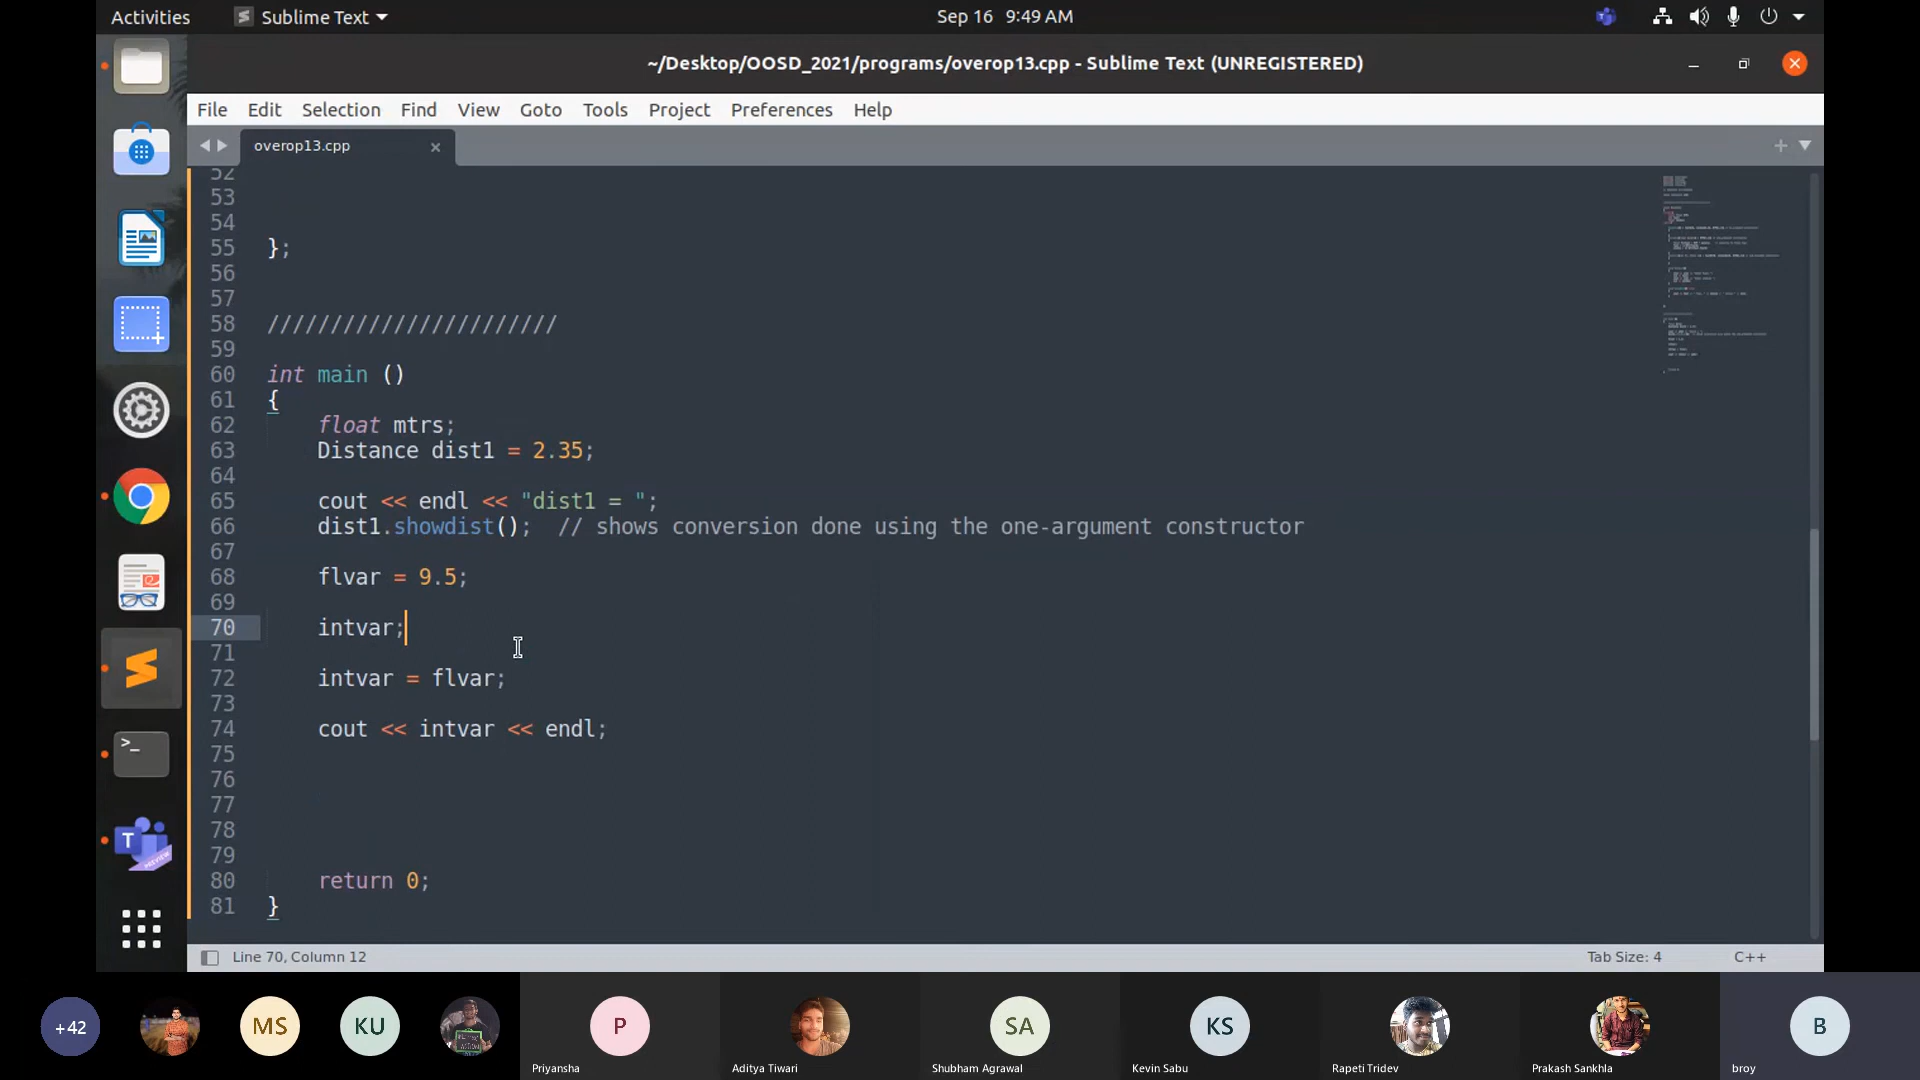 Activities Sublime Text Sep 16 9:49 AM
~/Desktop/OOSD_2021/programs/overop13.cpp - Sublime Text (UNREGISTERED)
File Edit Selection Find View Goto Tools Project Preferences Help
overop13.cpp
52
53
54
55 };
56
57
58 ///////////////////////
59
60 int main ()
61 {
62 float mtrs;
63 Distance dist1 = 2.35;
64
65 cout << endl << "dist1 = ";
66 dist1.showdist(); // shows conversion done using the one-argument constructor
67
68 flvar = 9.5;
69
70 intvar;
71
72 intvar = flvar;
73
74 cout << intvar << endl;
75
76
77
78
79
80 return 0;
81 }
Line 70, Column 12 Tab Size: 4 C++
+42 MS KU P SA KS B
Priyansha Aditya Tiwari Shubham Agrawal Kevin Sabu Rapeti Tridev Prakash Sankhla broy